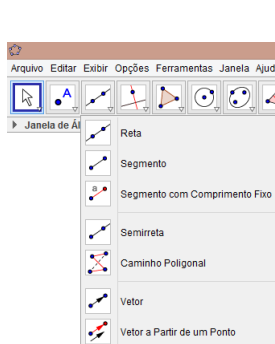 Arquivo Editar Exibir Opções Ferramentas Janela
A
Janela de
Reta
Segmento
a
Segmento com Comprimento Fixo
Semirreta
Caminho Poligonal
Vetor
Vetor a Partir de um Ponto